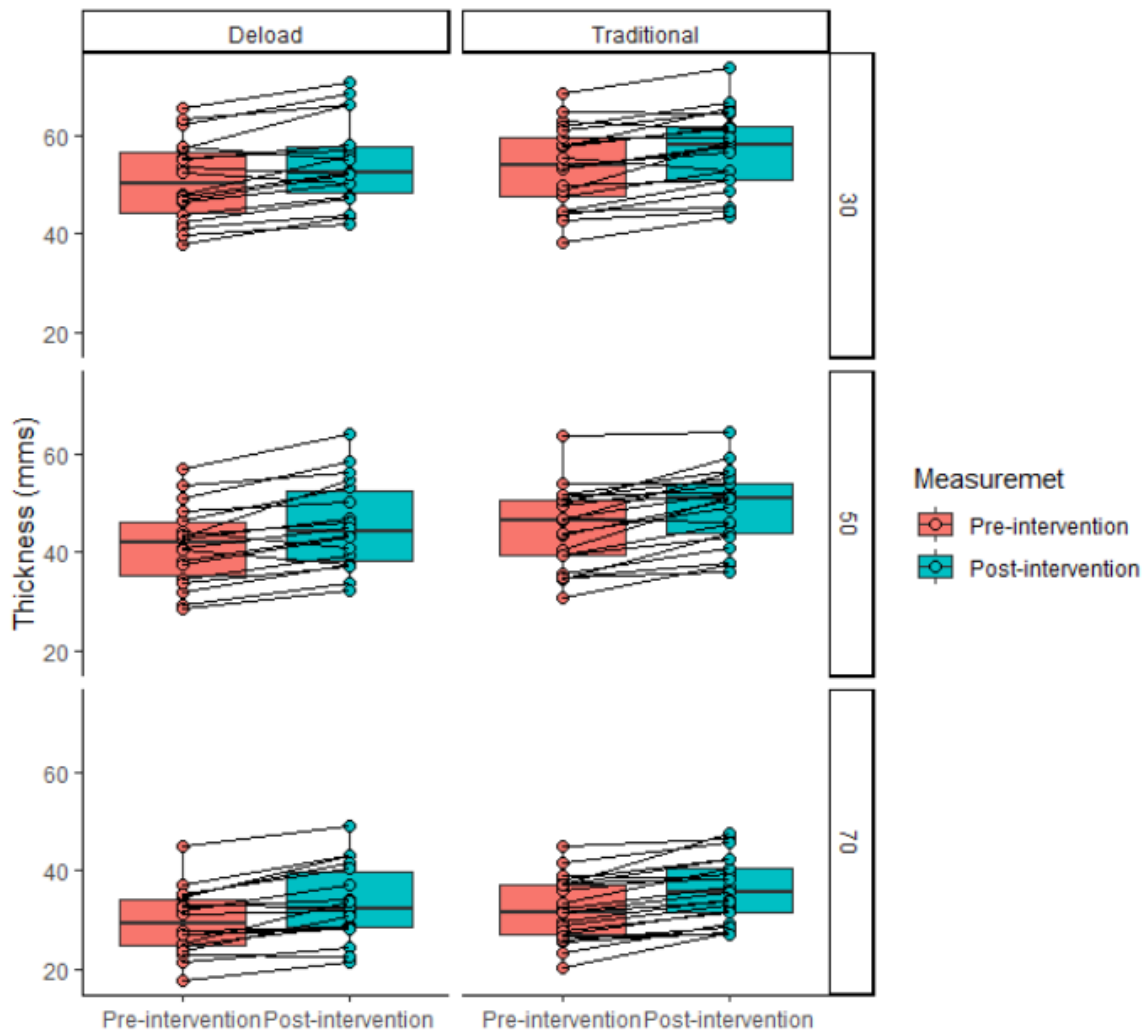 Deload
Traditional
60
40
20
30
60
40
20
50
60
40
20
70
Thickness (mms)
Pre-intervention
Post-intervention
Pre-intervention
Post-intervention
Measuremet
Pre-intervention
Post-intervention